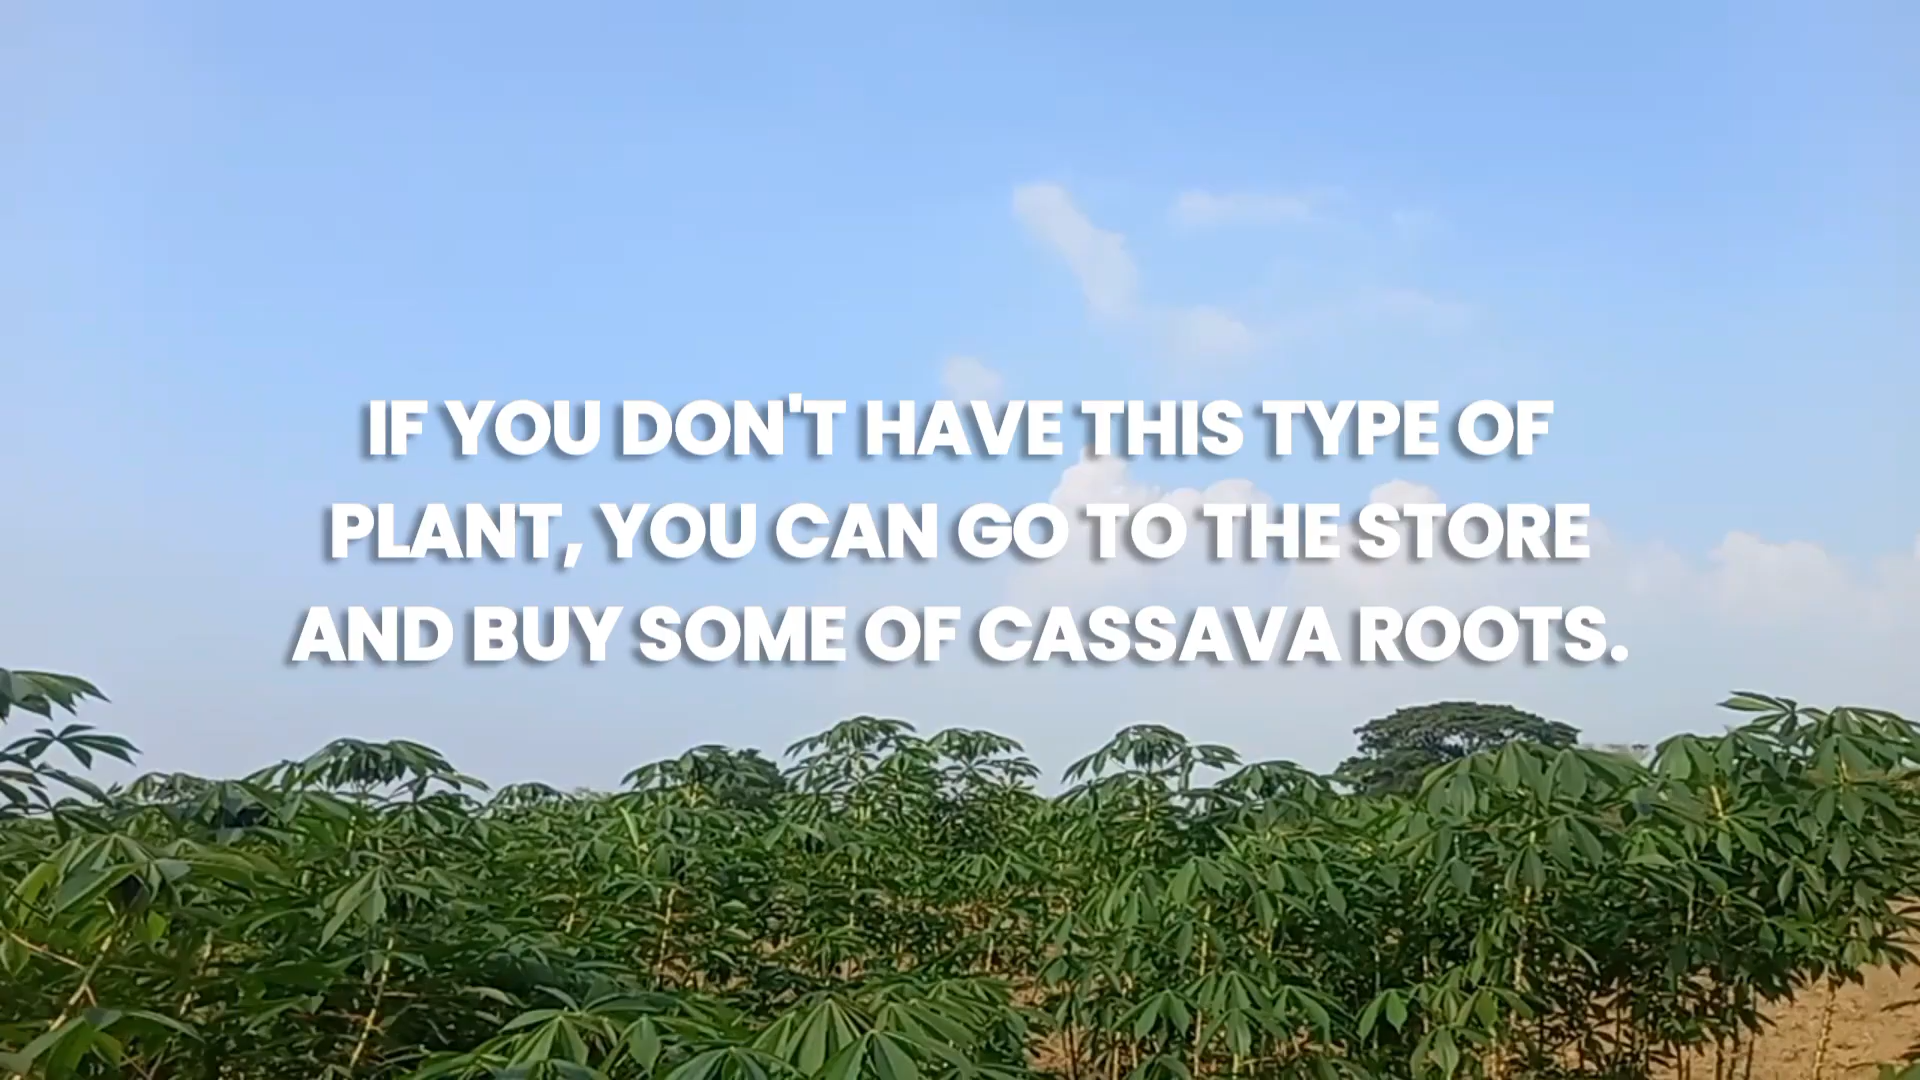 IF YOU DON'T HAVE THIS TYPE OF
PLANT, YOU CAN GO TO THE STORE
AND BUY SOME OF CASSAVA ROOTS.